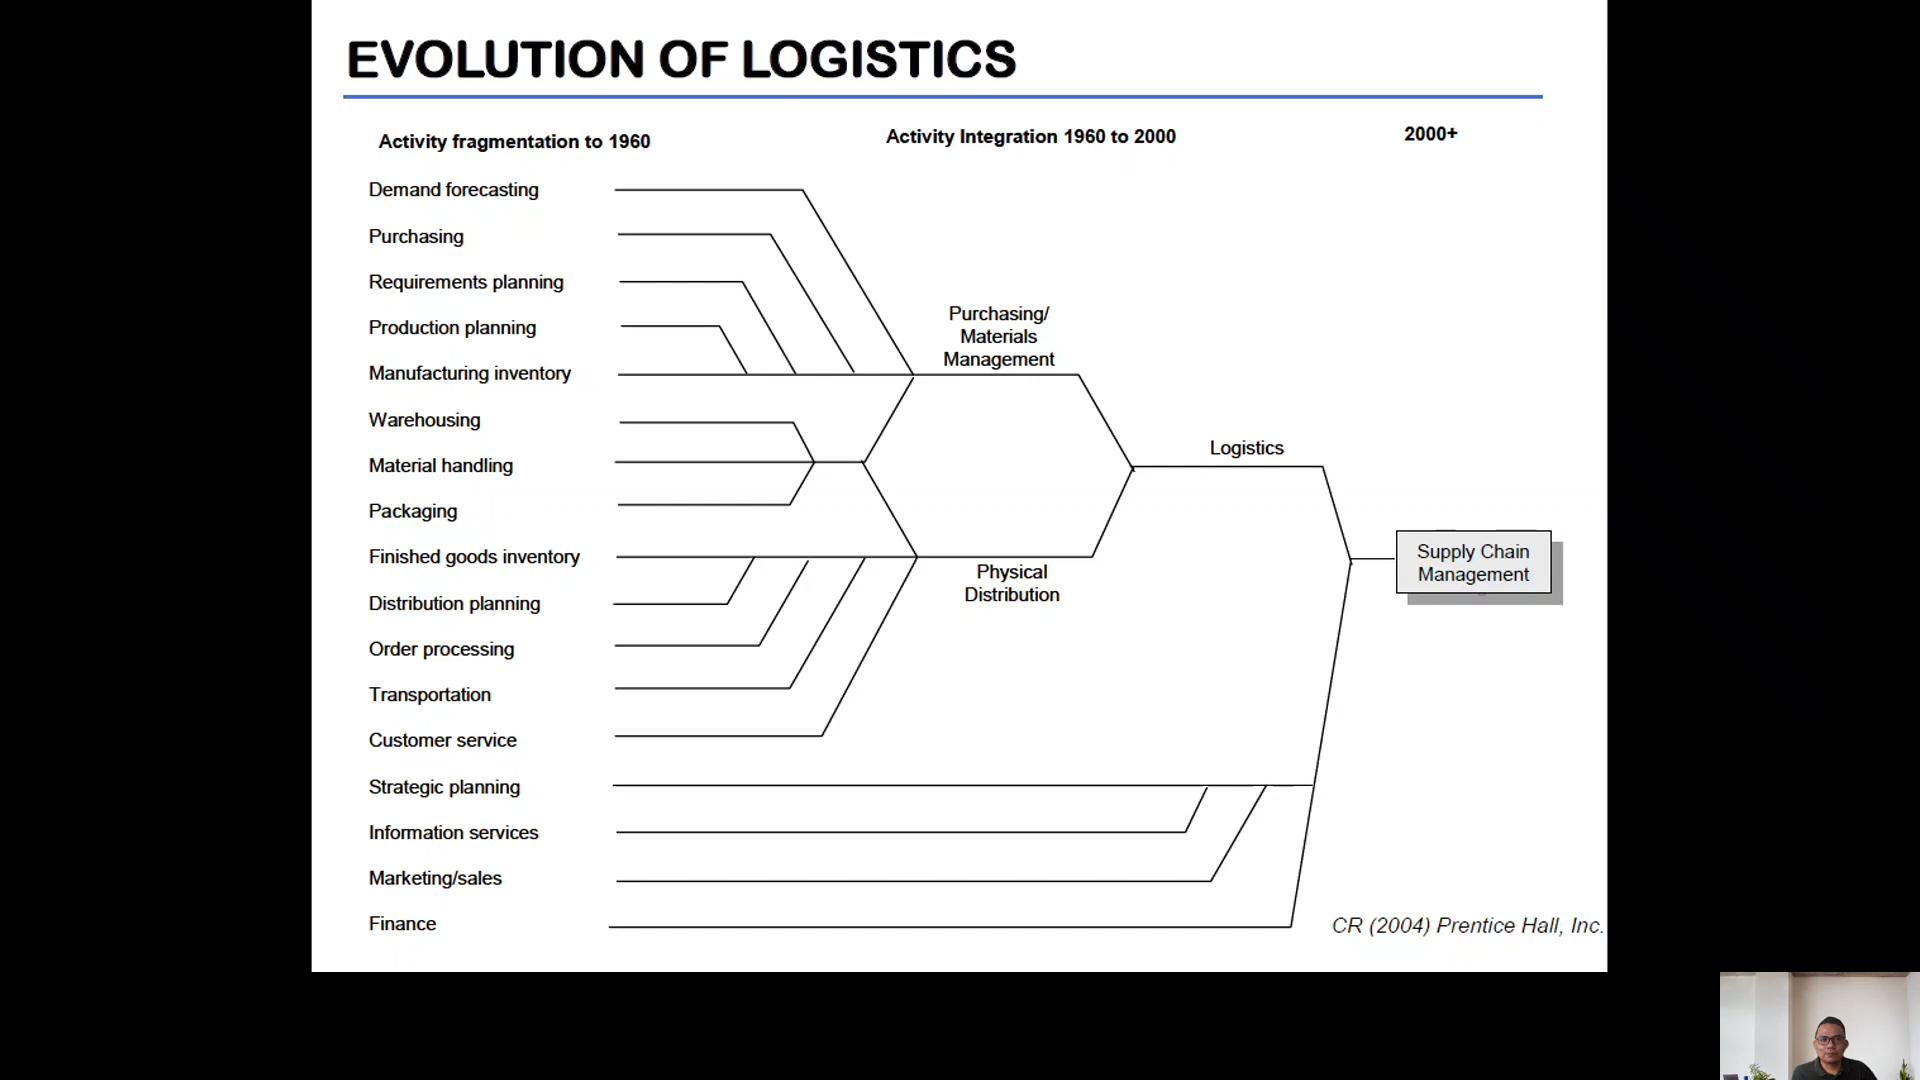 EVOLUTION OF LOGISTICS
Activity fragmentation to 1960
Activity Integration 1960 to 2000
2000+
Demand forecasting
Purchasing
Requirements planning
Production planning
Manufacturing inventory
Warehousing
Material handling
Packaging
Finished goods inventory
Distribution planning
Order processing
Transportation
Customer service
Strategic planning
Information services
Marketing/sales
Finance
Purchasing/
Materials
Management
Physical
Distribution
Logistics
Supply Chain
Management
CR (2004) Prentice Hall, Inc.